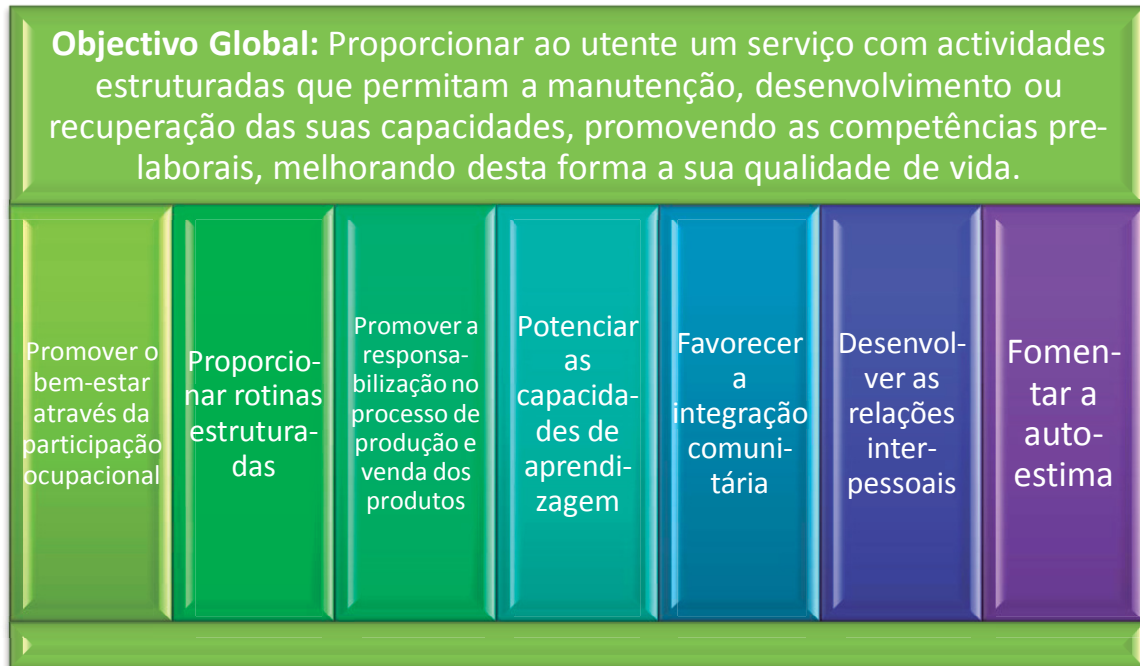 Objectivo Global: Proporcionar ao utente um serviço com actividades
estruturadas que permitam a manutenção, desenvolvimento ou
recuperação das suas capacidades, promovendo as competências pre-
laborais, melhorando desta forma a sua qualidade de vida.
Promover o
bem-estar
através da
participação
ocupacional
Proporcio-
nar rotinas
estrutura-
das
Promover a
responsa-
bilização no
processo de
produção e
venda dos
produtos
Potenciar
as
capacida-
des de
aprendi-
zagem
Favorecer
a
integração
comuni-
tária
Desenvol-
ver as
relações
inter-
pessoais
Fomen-
tar a
auto-
estima